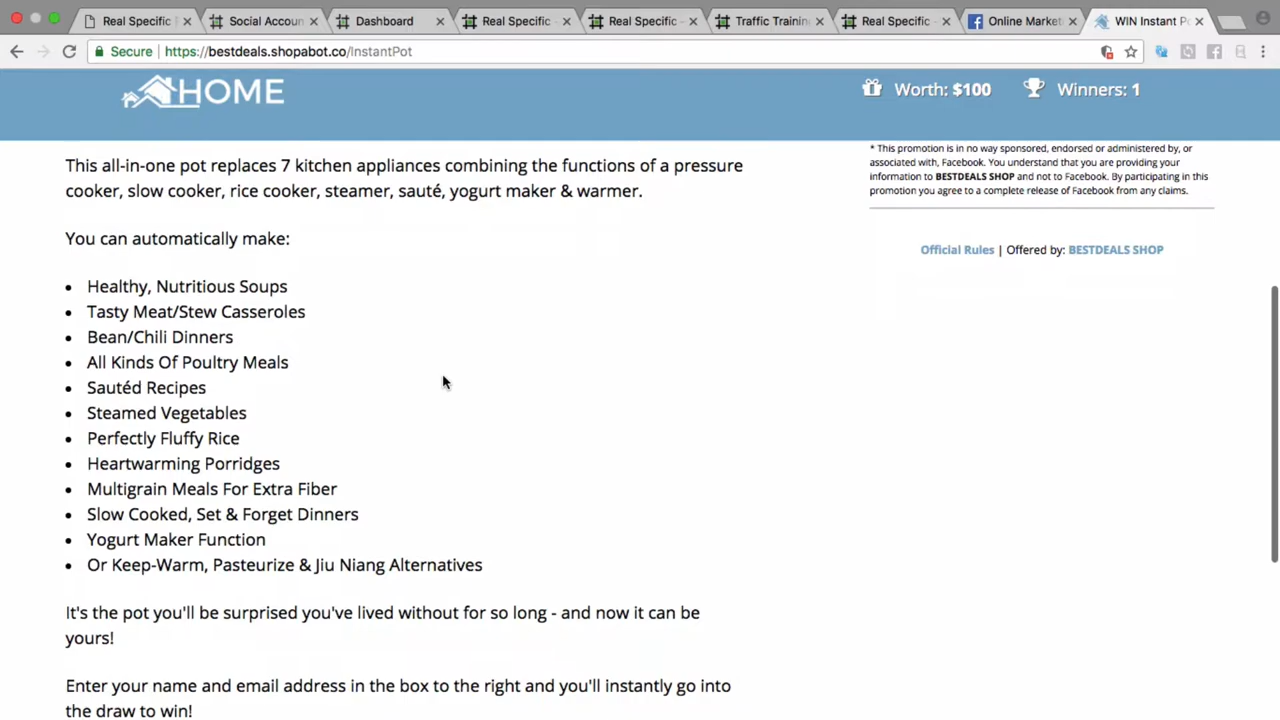 Real Specific
Social Accoun
Dashboard
Real Specific -
Real Specific -
Traffic Training
Real Specific -
Online Market
WIN Instant Po
Secure
https://bestdeals.shopabot.co/InstantPot
HOME
Worth: $100
Winners: 1
This all-in-one pot replaces 7 kitchen appliances combining the functions of a pressure
cooker, slow cooker, rice cooker, steamer, sauté, yogurt maker & warmer.
You can automatically make:
• Healthy, Nutritious Soups
• Tasty Meat/Stew Casseroles
• Bean/Chili Dinners
• All Kinds Of Poultry Meals
• Sautéd Recipes
• Steamed Vegetables
• Perfectly Fluffy Rice
• Heartwarming Porridges
• Multigrain Meals For Extra Fiber
• Slow Cooked, Set & Forget Dinners
• Yogurt Maker Function
• Or Keep-Warm, Pasteurize & Jiu Niang Alternatives
It's the pot you'll be surprised you've lived without for so long - and now it can be
yours!
Enter your name and email address in the box to the right and you'll instantly go into
the draw to win!
* This promotion is in no way sponsored, endorsed or administered by, or
associated with, Facebook. You understand that you are providing your
information to BESTDEALS SHOP and not to Facebook. By participating in this
promotion you agree to a complete release of Facebook from any claims.
Official Rules | Offered by: BESTDEALS SHOP